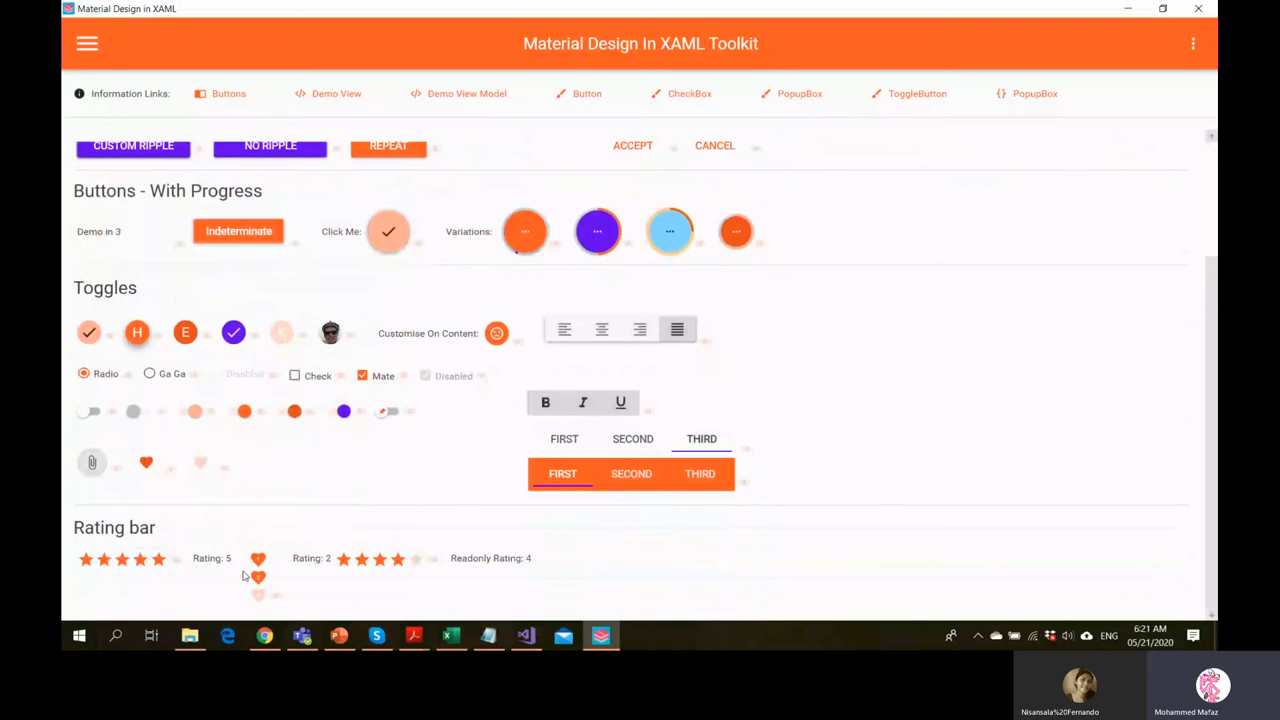 Material Design in XAML
Material Design In XAML Toolkit
Information Links: Buttons Demo View Demo View Model Button CheckBox PopupBox ToggleButton PopupBox
CUSTOM RIPPLE NO RIPPLE REPEAT ACCEPT CANCEL
Buttons - With Progress
Demo in 3 Indeterminate Click Me: Variations:
Toggles
H E Customise On Content:
Radio Ga Ga Disabled Check Mate Disabled
B I U
FIRST SECOND THIRD
FIRST SECOND THIRD
Rating bar
Rating: 5 Rating: 2 Readonly Rating: 4
ENG 6:21 AM
05/21/2020
Nisansala%20Fernando Mohammed Mafaz